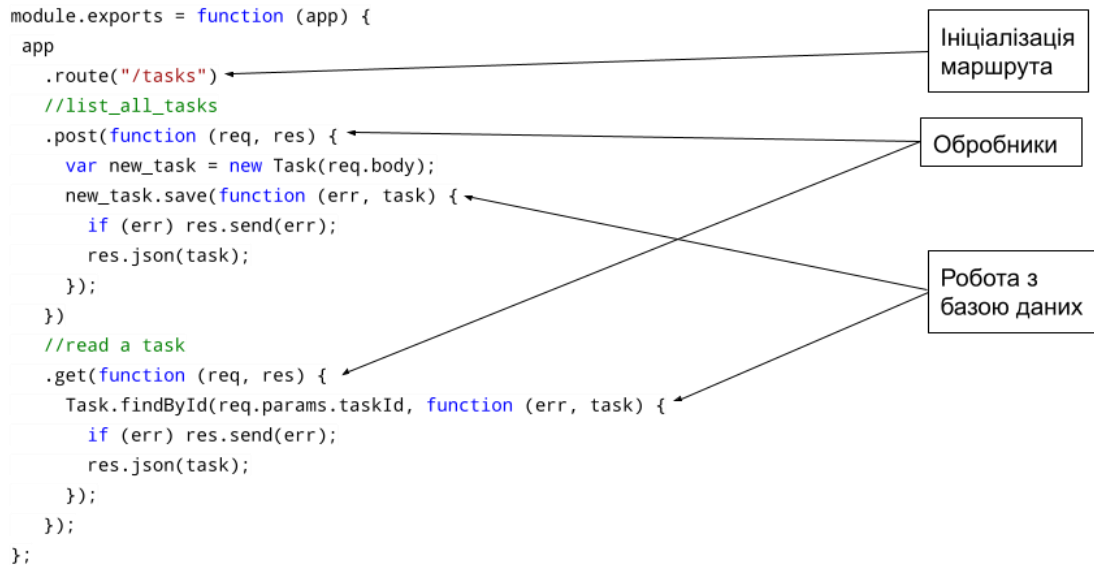 module.exports = function (app) {
app
.route("/tasks")
//list_all_tasks
.post(function (req, res) {
var new_task = new Task(req.body);
new_task.save(function (err, task) {
if (err) res.send(err);
res.json(task);
});
})
//read a task
.get(function (req, res) {
Task.findById(req.params.taskId, function (err, task) {
if (err) res.send(err);
res.json(task);
});
});
};
Ініціалізація
маршрута
Обробники
Робота з
базою даних